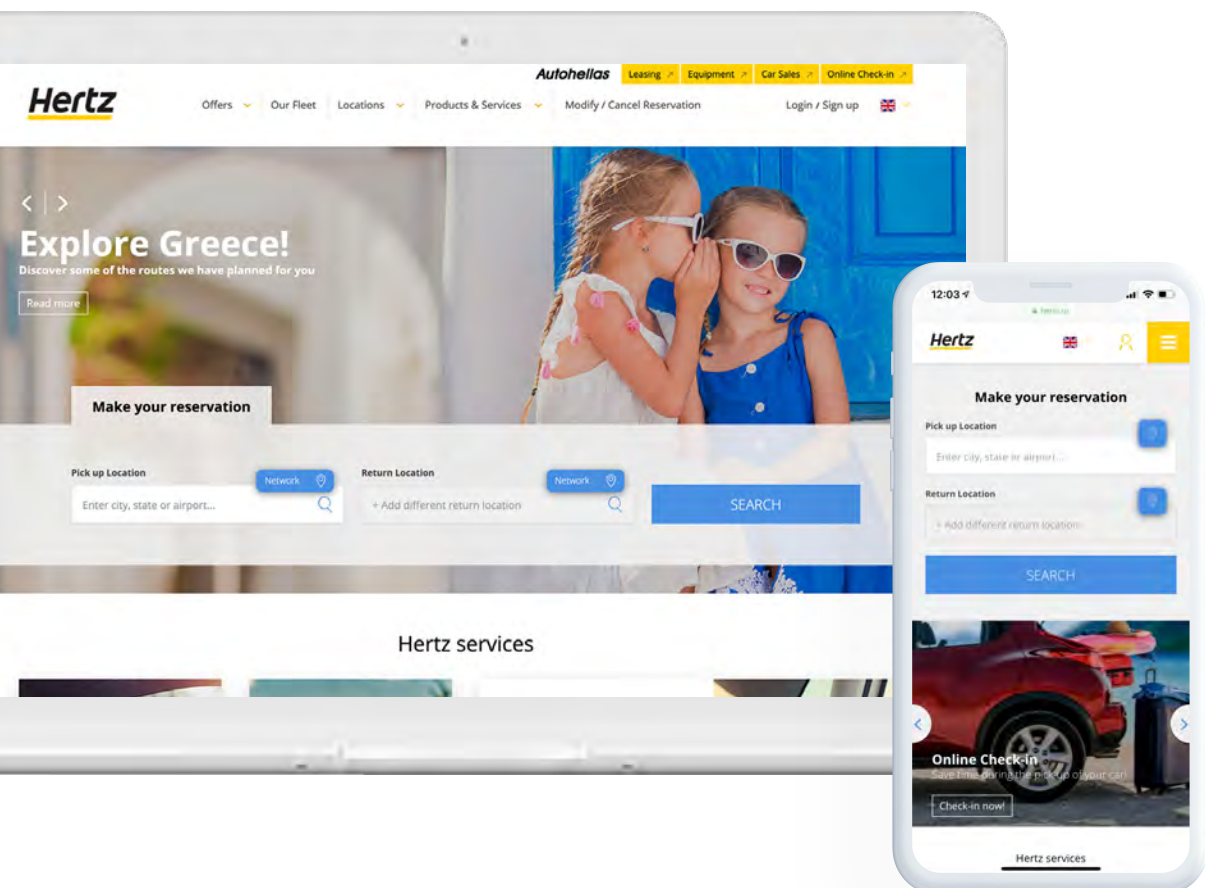 Autohellas Leasing Equipment Car Sales Online Check-in
Hertz
Offers Our Fleet Locations Products & Services Modify / Cancel Reservation Login / Sign up
Explore Greece!
Discover some of the routes we have planned for you
Read more
Make your reservation
Pick up Location
Network
Enter city, state or airport...
Return Location
Network
+ Add different return location
SEARCH
Hertz services
12:03
Hertz
Make your reservation
Pick up Location
Enter city, state or airport...
Return Location
+ Add different return location
SEARCH
Online Check-in
Save time during the pick-up of your car!
Check-in now!
Hertz services